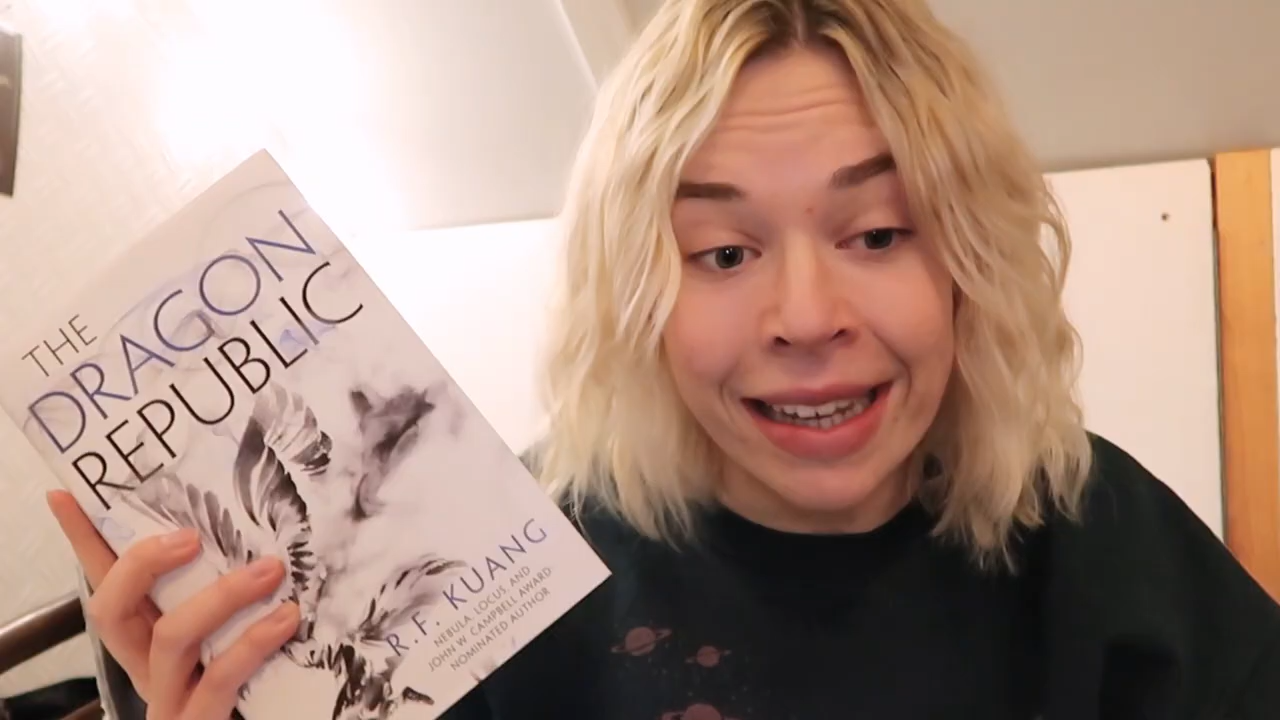 THE
DRAGON
REPUBLIC
R.F. KUANG
NEBULA, LOCUS AND
JOHN W. CAMPBELL AWARD-
NOMINATED AUTHOR